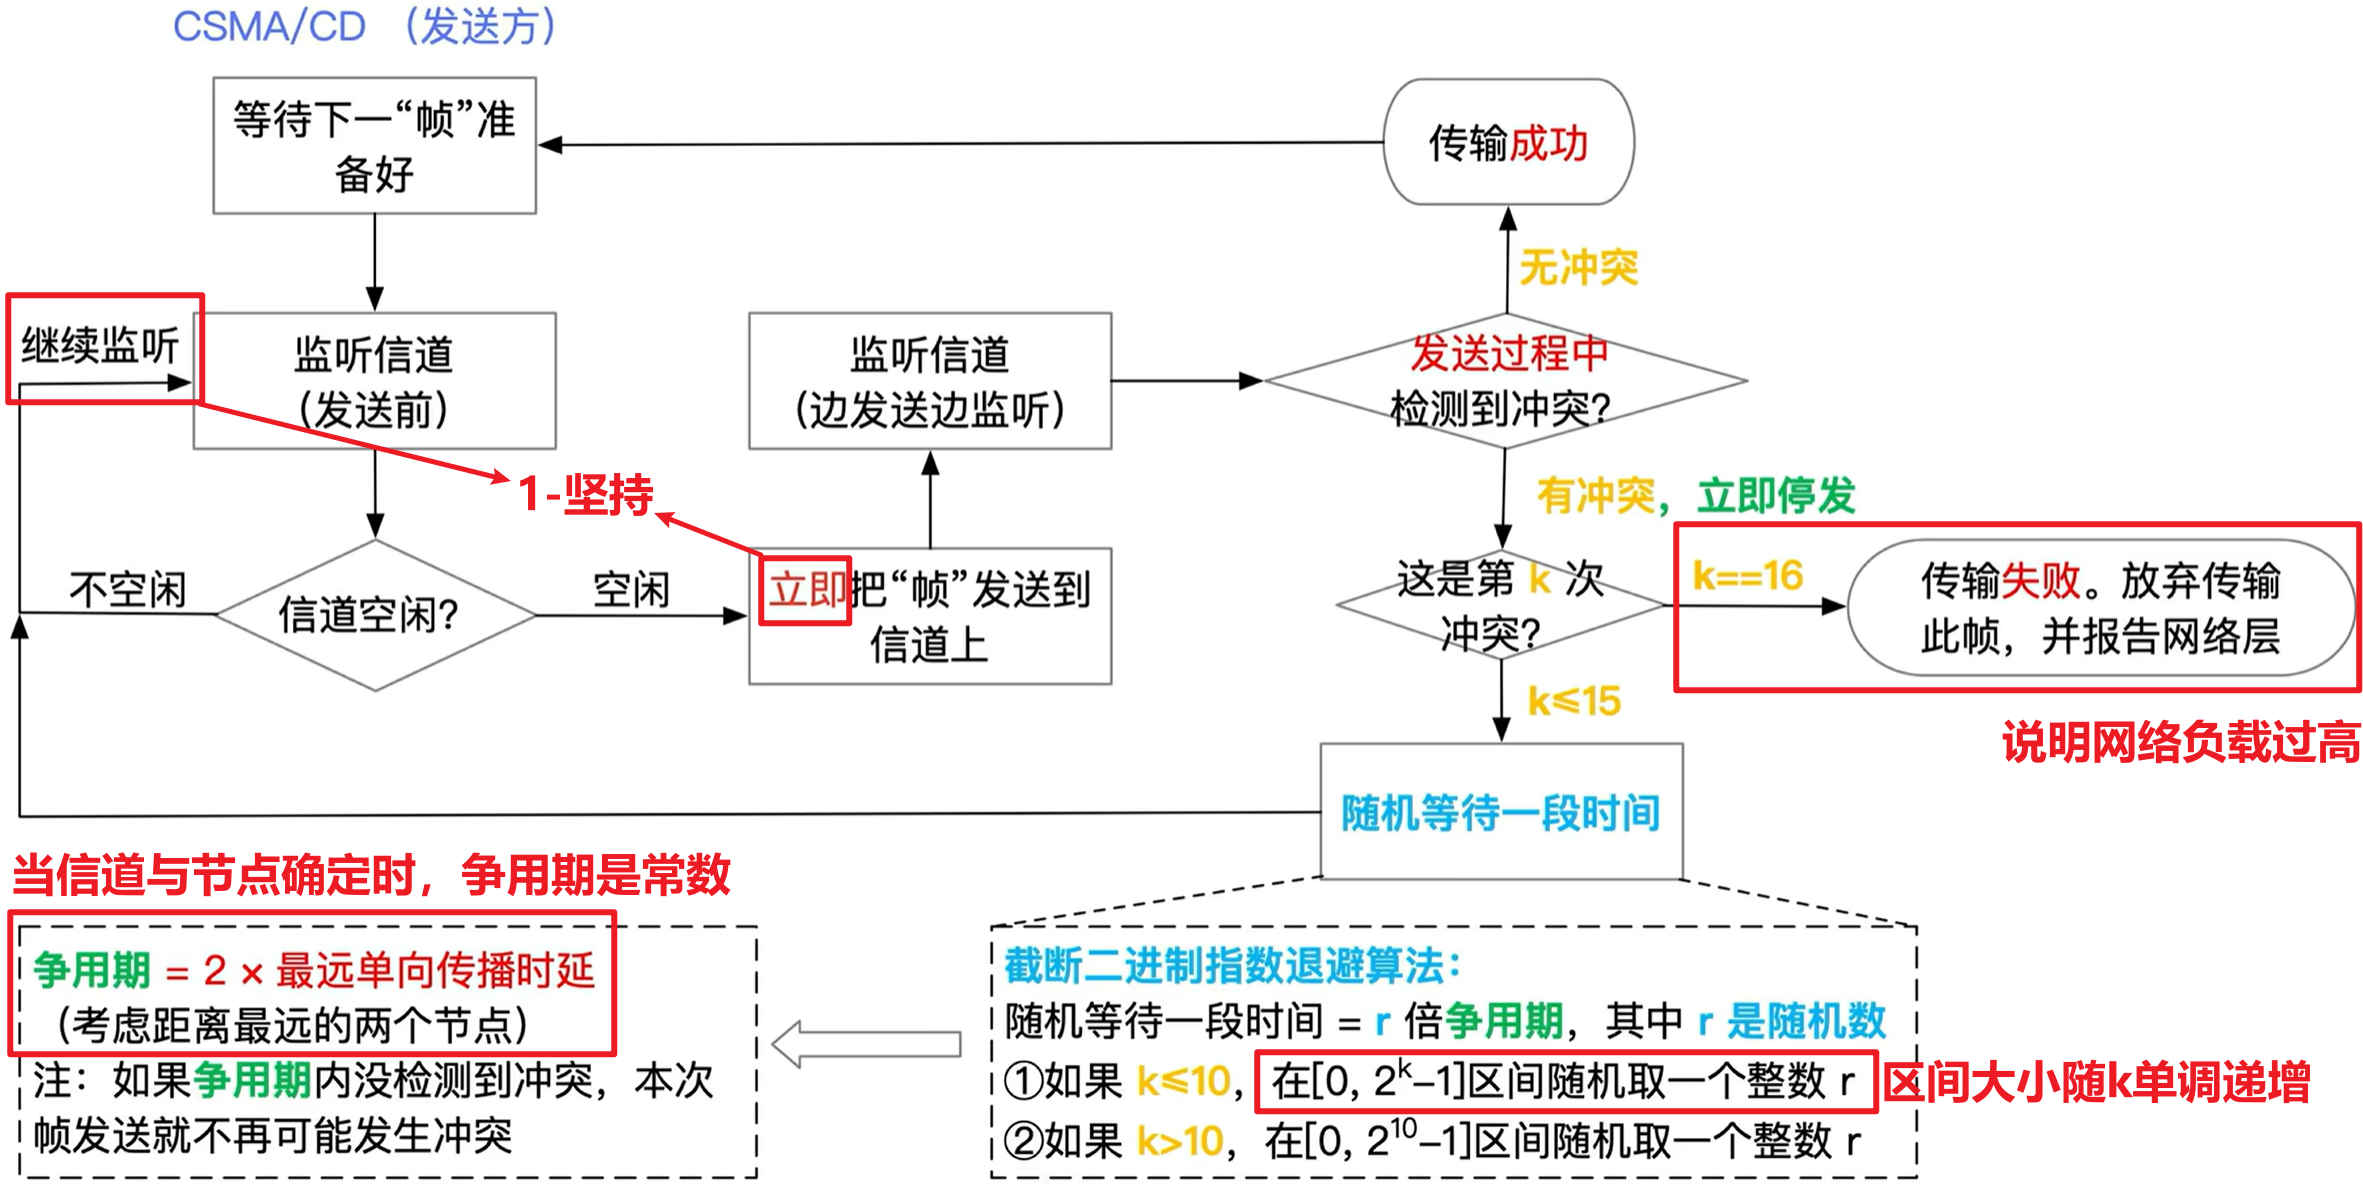 CSMA/CD （发送方）
等待下一“帧”准
备好
传输成功
无冲突
继续监听
监听信道
(发送前)
监听信道
(边发送边监听)
发送过程中
检测到冲突?
1-坚持
有冲突，立即停发
不空闲
信道空闲?
空闲
立即把“帧”发送到
信道上
这是第 k 次
冲突?
k==16
传输失败。放弃传输
此帧，并报告网络层
k≤15
说明网络负载过高
随机等待一段时间
当信道与节点确定时，争用期是常数
争用期 = 2 × 最远单向传播时延
（考虑距离最远的两个节点）
注：如果争用期内没检测到冲突，本次
帧发送就不再可能发生冲突
截断二进制指数退避算法：
随机等待一段时间 = r 倍争用期，其中 r 是随机数
①如果 k≤10，在[0, 2^k–1]区间随机取一个整数 r
区间大小随k单调递增
②如果 k>10，在[0, 2^10–1]区间随机取一个整数 r